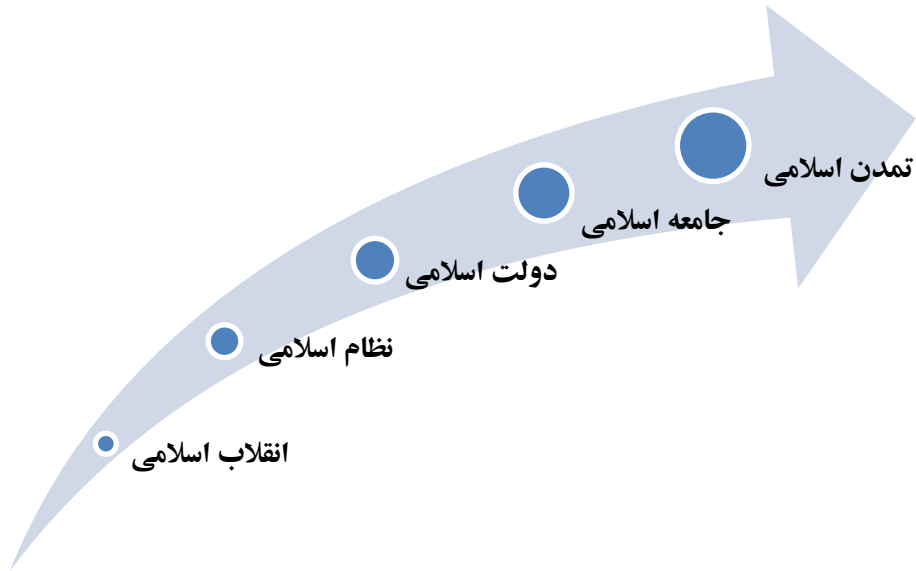 تمدن اسلامی
جامعه اسلامی
دولت اسلامی
نظام اسلامی
انقلاب اسلامی